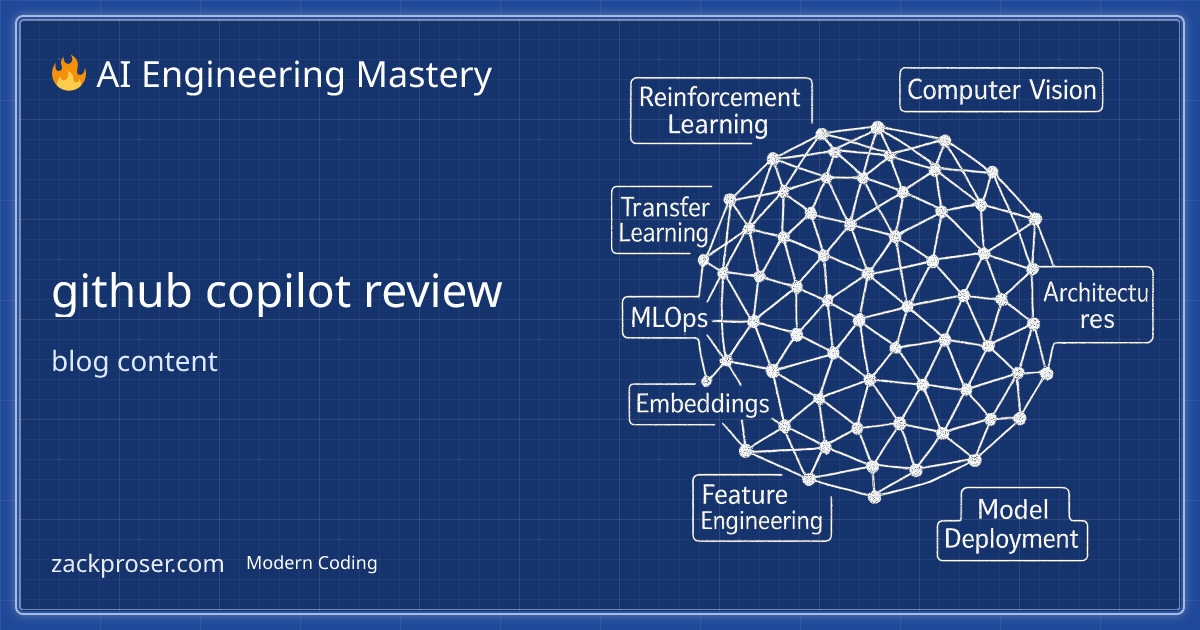 🔥 AI Engineering Mastery
github copilot review
blog content
zackproser.com
Modern Coding
Reinforcement
Learning
Computer Vision
Transfer
Learning
MLOps
Architectu
res
Embeddings
Feature
Engineering
Model
Deployment